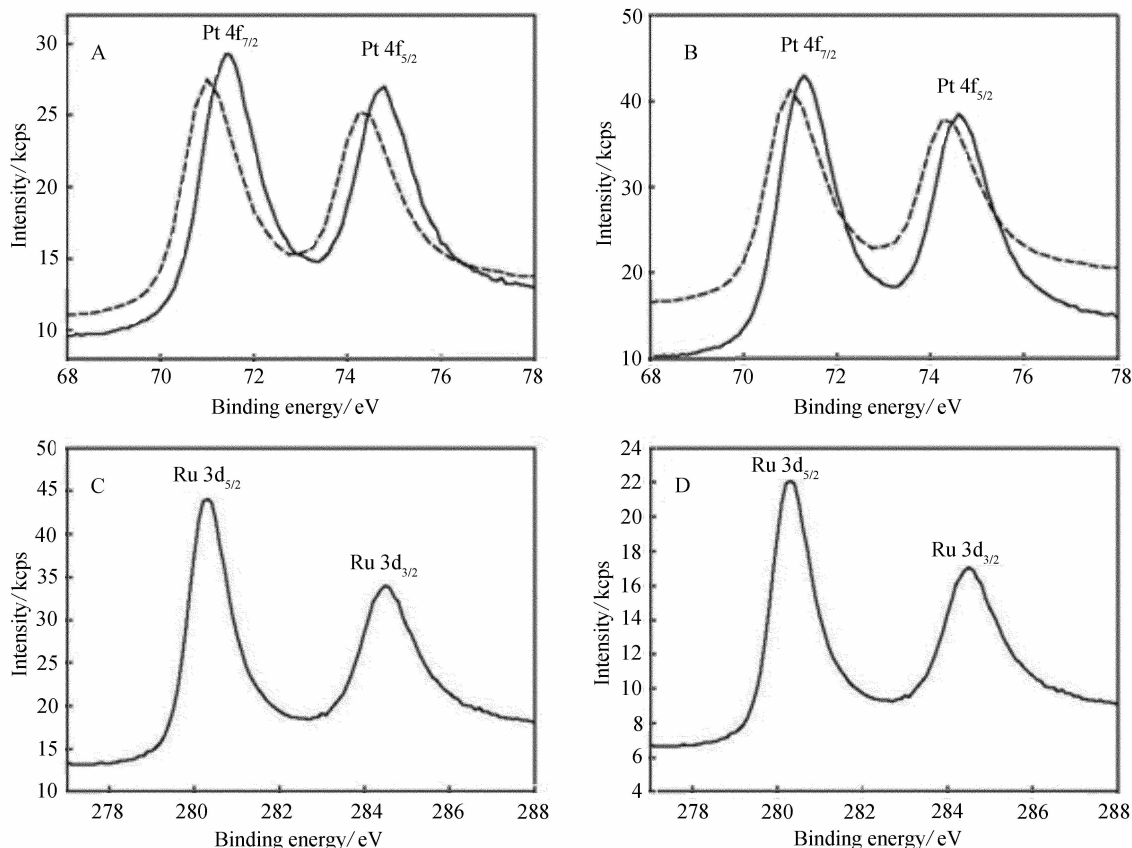 A
Pt 4f7/2
Pt 4f5/2
30
25
20
15
10
Intensity/kcps
68 70 72 74 76 78
Binding energy/eV
B
Pt 4f7/2
Pt 4f5/2
50
40
30
20
10
Intensity/kcps
68 70 72 74 76 78
Binding energy/eV
C
Ru 3d5/2
Ru 3d3/2
50
45
40
35
30
25
20
15
10
Intensity/kcps
278 280 282 284 286 288
Binding energy/eV
D
Ru 3d5/2
Ru 3d3/2
24
22
20
18
16
14
12
10
8
6
4
Intensity/kcps
278 280 282 284 286 288
Binding energy/eV